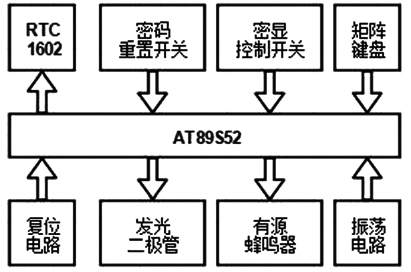 RTC
1602
密码
重置开关
密显
控制开关
矩阵
键盘
AT89S52
复位
电路
发光
二极管
有源
蜂鸣器
振荡
电路